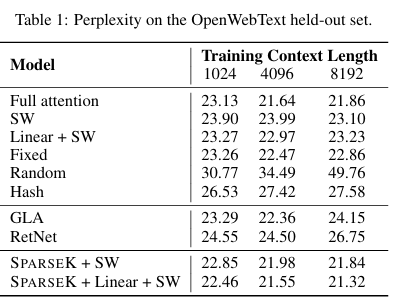 Table 1: Perplexity on the OpenWebText held-out set.
Model Training Context Length
1024 4096 8192
Full attention 23.13 21.64 21.86
SW 23.90 22.99 23.10
Linear + SW 23.27 22.97 23.23
Fixed 23.26 22.47 22.86
Random 30.77 34.49 49.76
Hash 26.53 27.42 27.58
GLA 23.29 22.36 24.15
RetNet 24.55 24.50 26.75
SPARSEK + SW 22.85 21.98 21.84
SPARSEK + Linear + SW 22.46 21.55 21.32